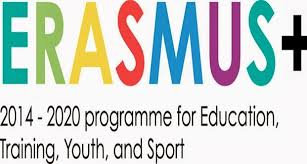 ERASMUS+
2014 - 2020 programme for Education,
Training, Youth, and Sport